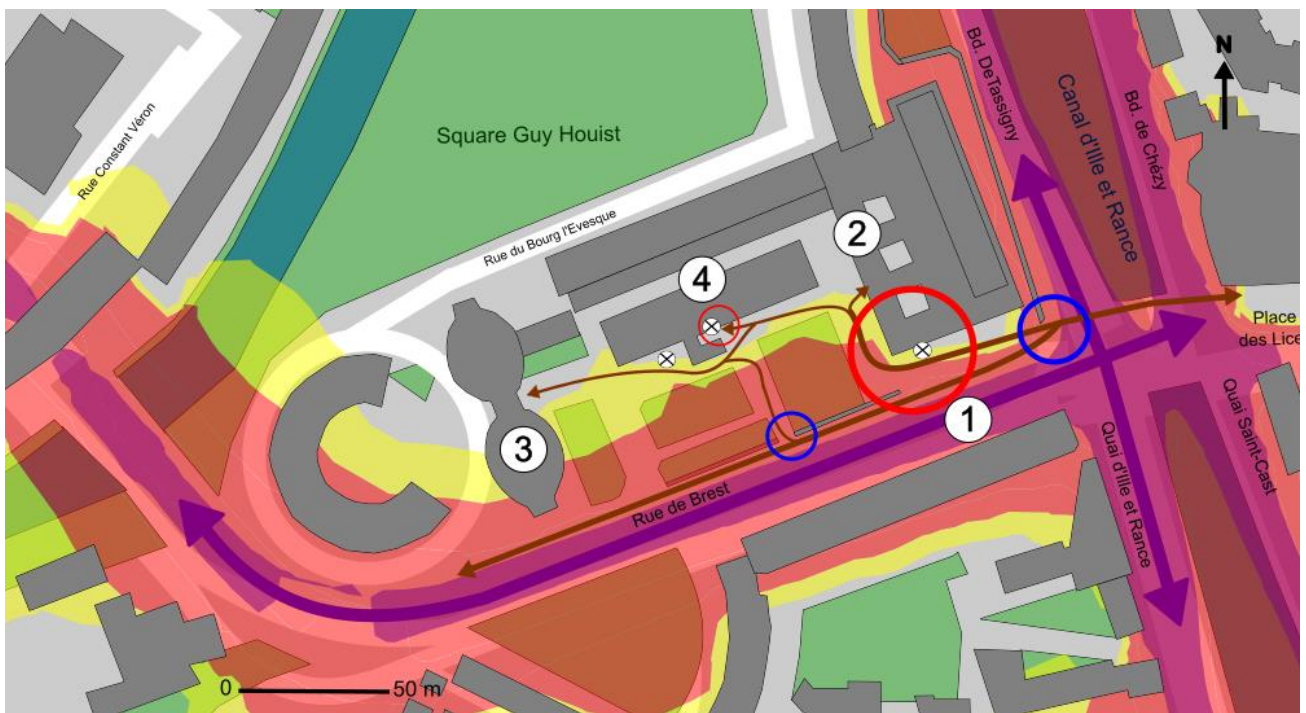 Rue Constant Véron
Square Guy Houist
Rue du Bourg l'Evesque
Bd. DeTassigny
Canal d'Ille et Rance
Bd. de Chézy
N
2
4
3
1
Place
des Lice
Rue de Brest
Quai d'Ille et Rance
Quai Saint-Cast
0
50 m